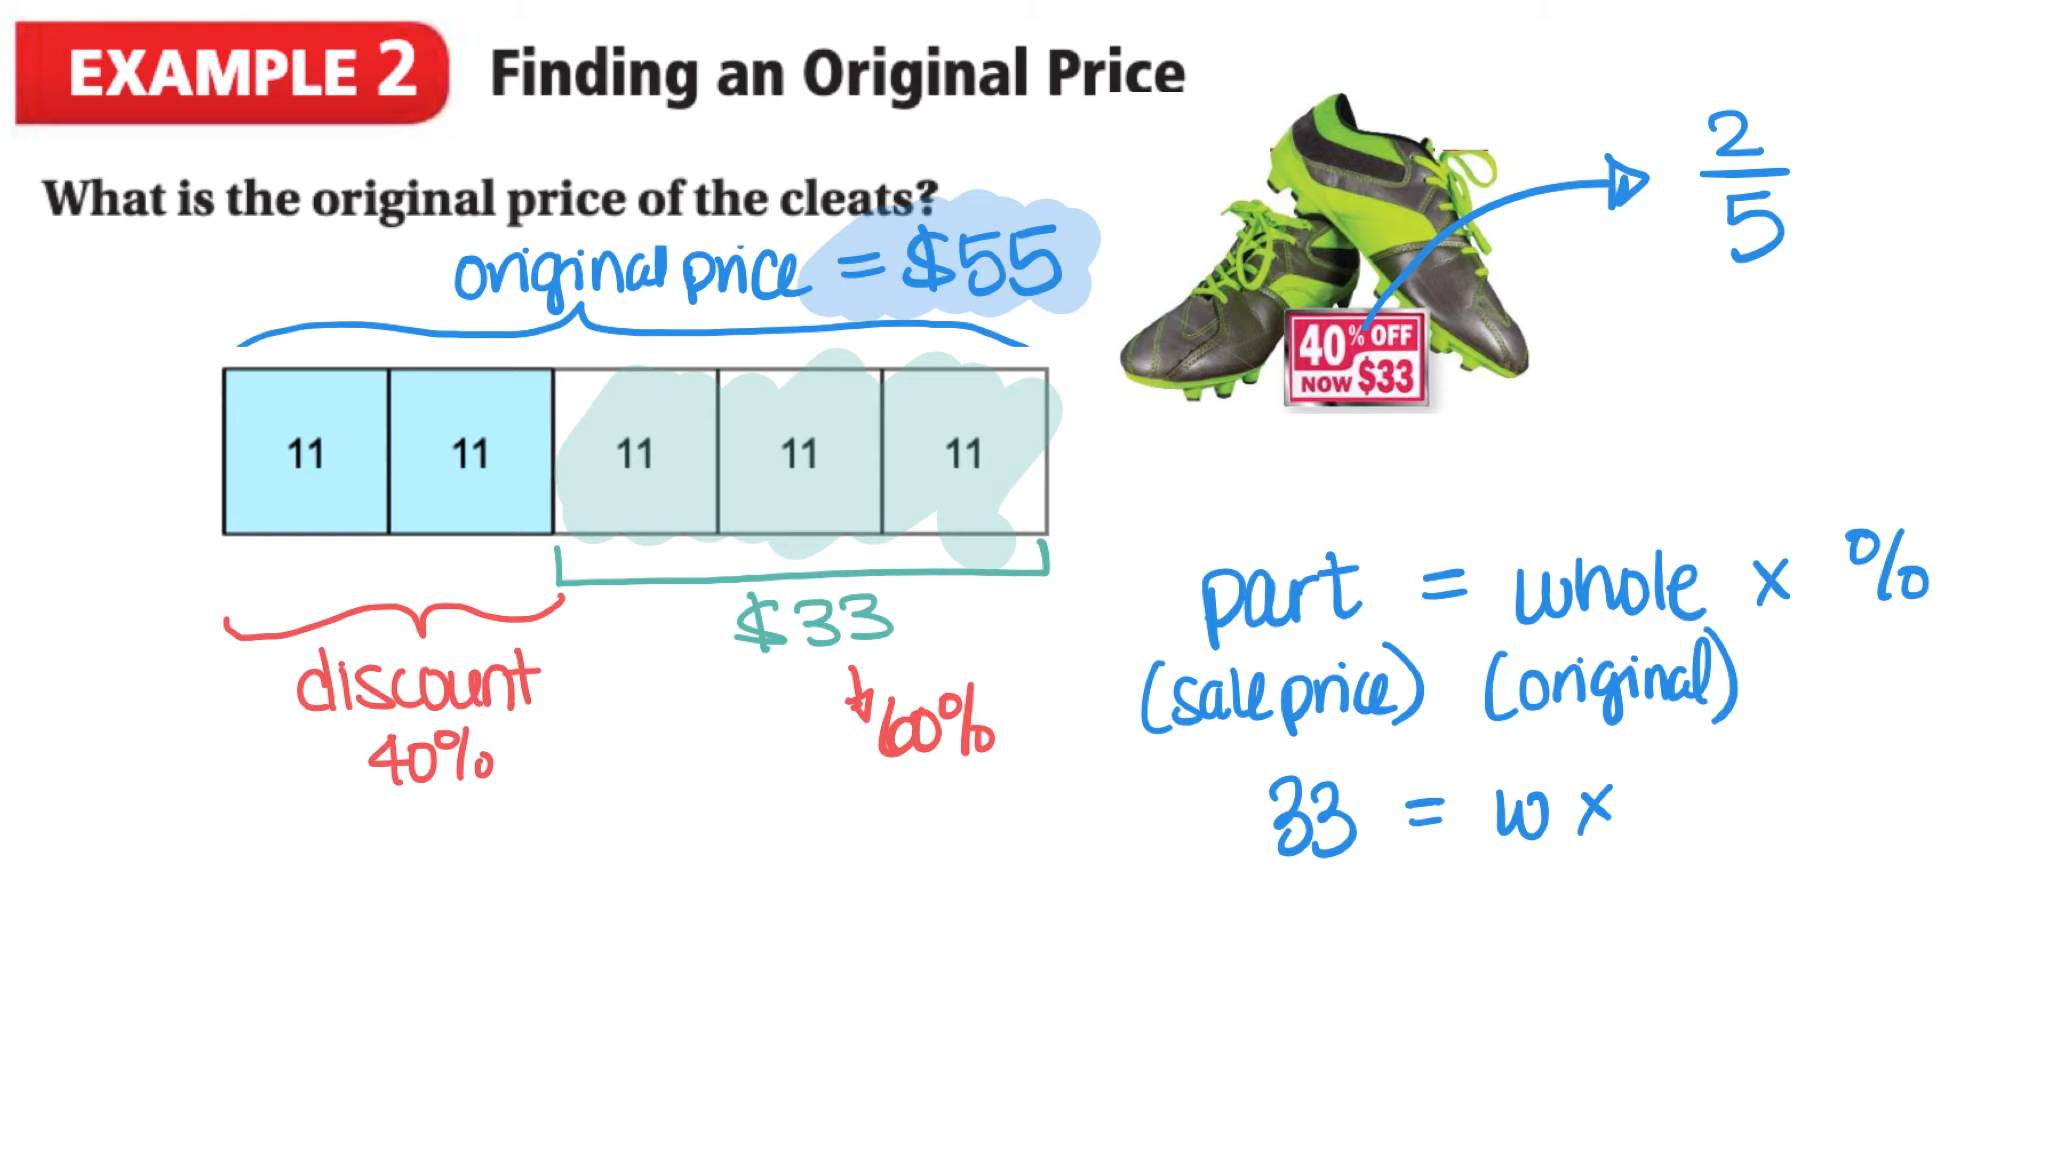 EXAMPLE 2 Finding an Original Price
What is the original price of the cleats?
original price = $55
2
5
40% OFF
NOW $33
11 11 11 11 11
$33
discount
40%
60%
part = whole x %
(sale price) (original)
33 = w x